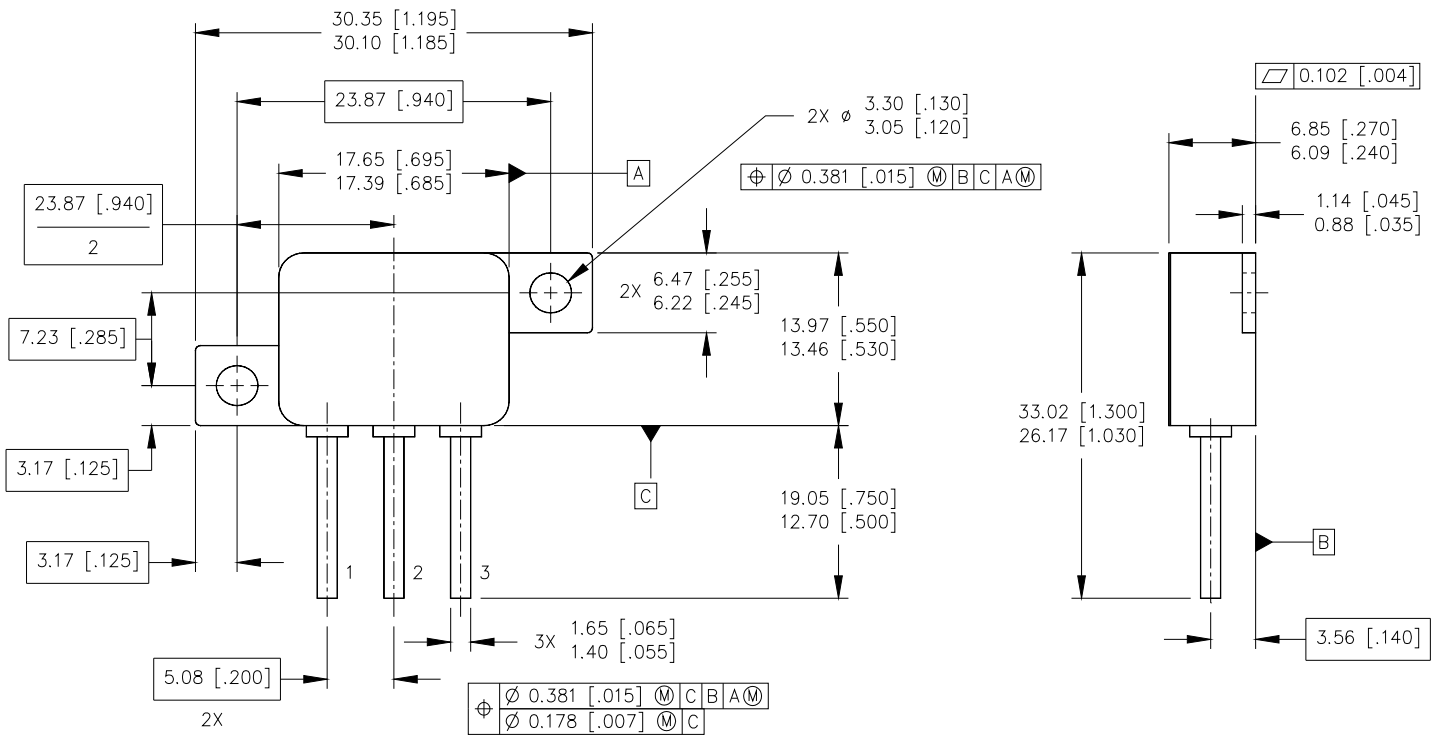 30.35 [1.195]
30.10 [1.185]
23.87 [.940]
2X ø 3.30 [.130]
3.05 [.120]
⏥ 0.102 [.004]
6.85 [.270]
6.09 [.240]
17.65 [.695]
17.39 [.685]
A
⌖ Ø 0.381 [.015] Ⓜ B C A Ⓜ
23.87 [.940]
2
1.14 [.045]
0.88 [.035]
2X 6.47 [.255]
6.22 [.245]
7.23 [.285]
13.97 [.550]
13.46 [.530]
33.02 [1.300]
26.17 [1.030]
3.17 [.125]
C
19.05 [.750]
12.70 [.500]
B
3.17 [.125]
1 2 3
3X 1.65 [.065]
1.40 [.055]
3.56 [.140]
5.08 [.200]
2X
⌖ Ø 0.381 [.015] Ⓜ C B A Ⓜ
Ø 0.178 [.007] Ⓜ C